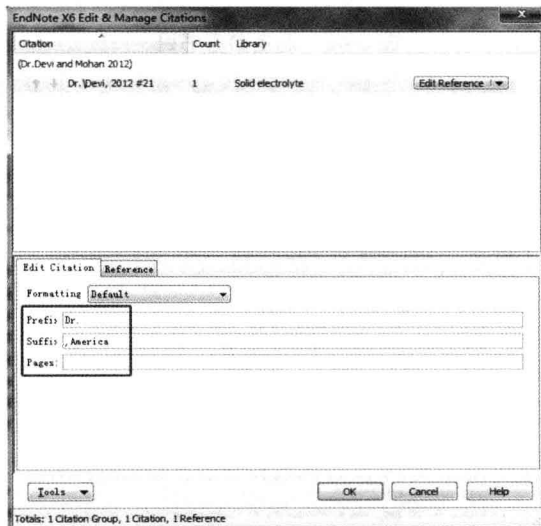 EndNote X6 Edit & Manage Citations
Citation Count Library
(Dr.Devi and Mohan 2012)
Dr.\Devi, 2012 #21 1 Solid electrolyte Edit Reference
Edit Citation Reference
Formatting Default
Prefi: Dr.
Suffi: , America
Pages:
Tools OK Cancel Help
Totals: 1 Citation Group, 1 Citation, 1 Reference